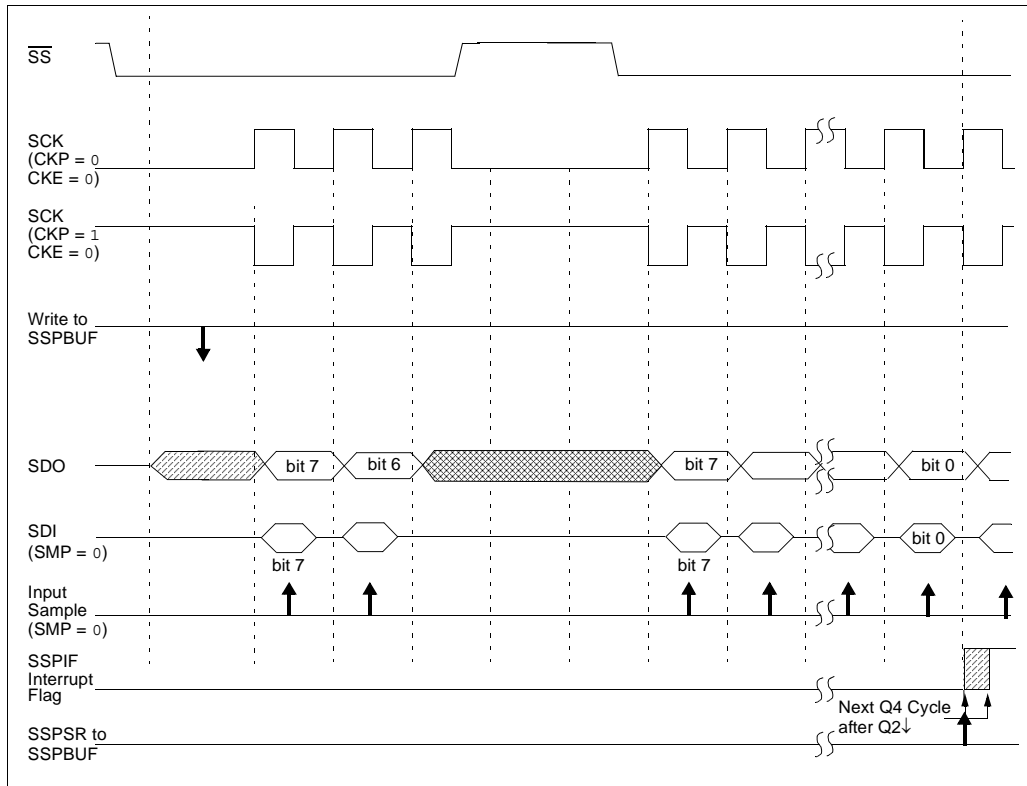 SS
SCK
(CKP = 0
CKE = 0)
SCK
(CKP = 1
CKE = 0)
Write to
SSPBUF
SDO
bit 7
bit 6
bit 7
bit 0
SDI
(SMP = 0)
bit 7
bit 7
bit 0
Input
Sample
(SMP = 0)
SSPIF
Interrupt
Flag
Next Q4 Cycle
after Q2↓
SSPSR to
SSPBUF